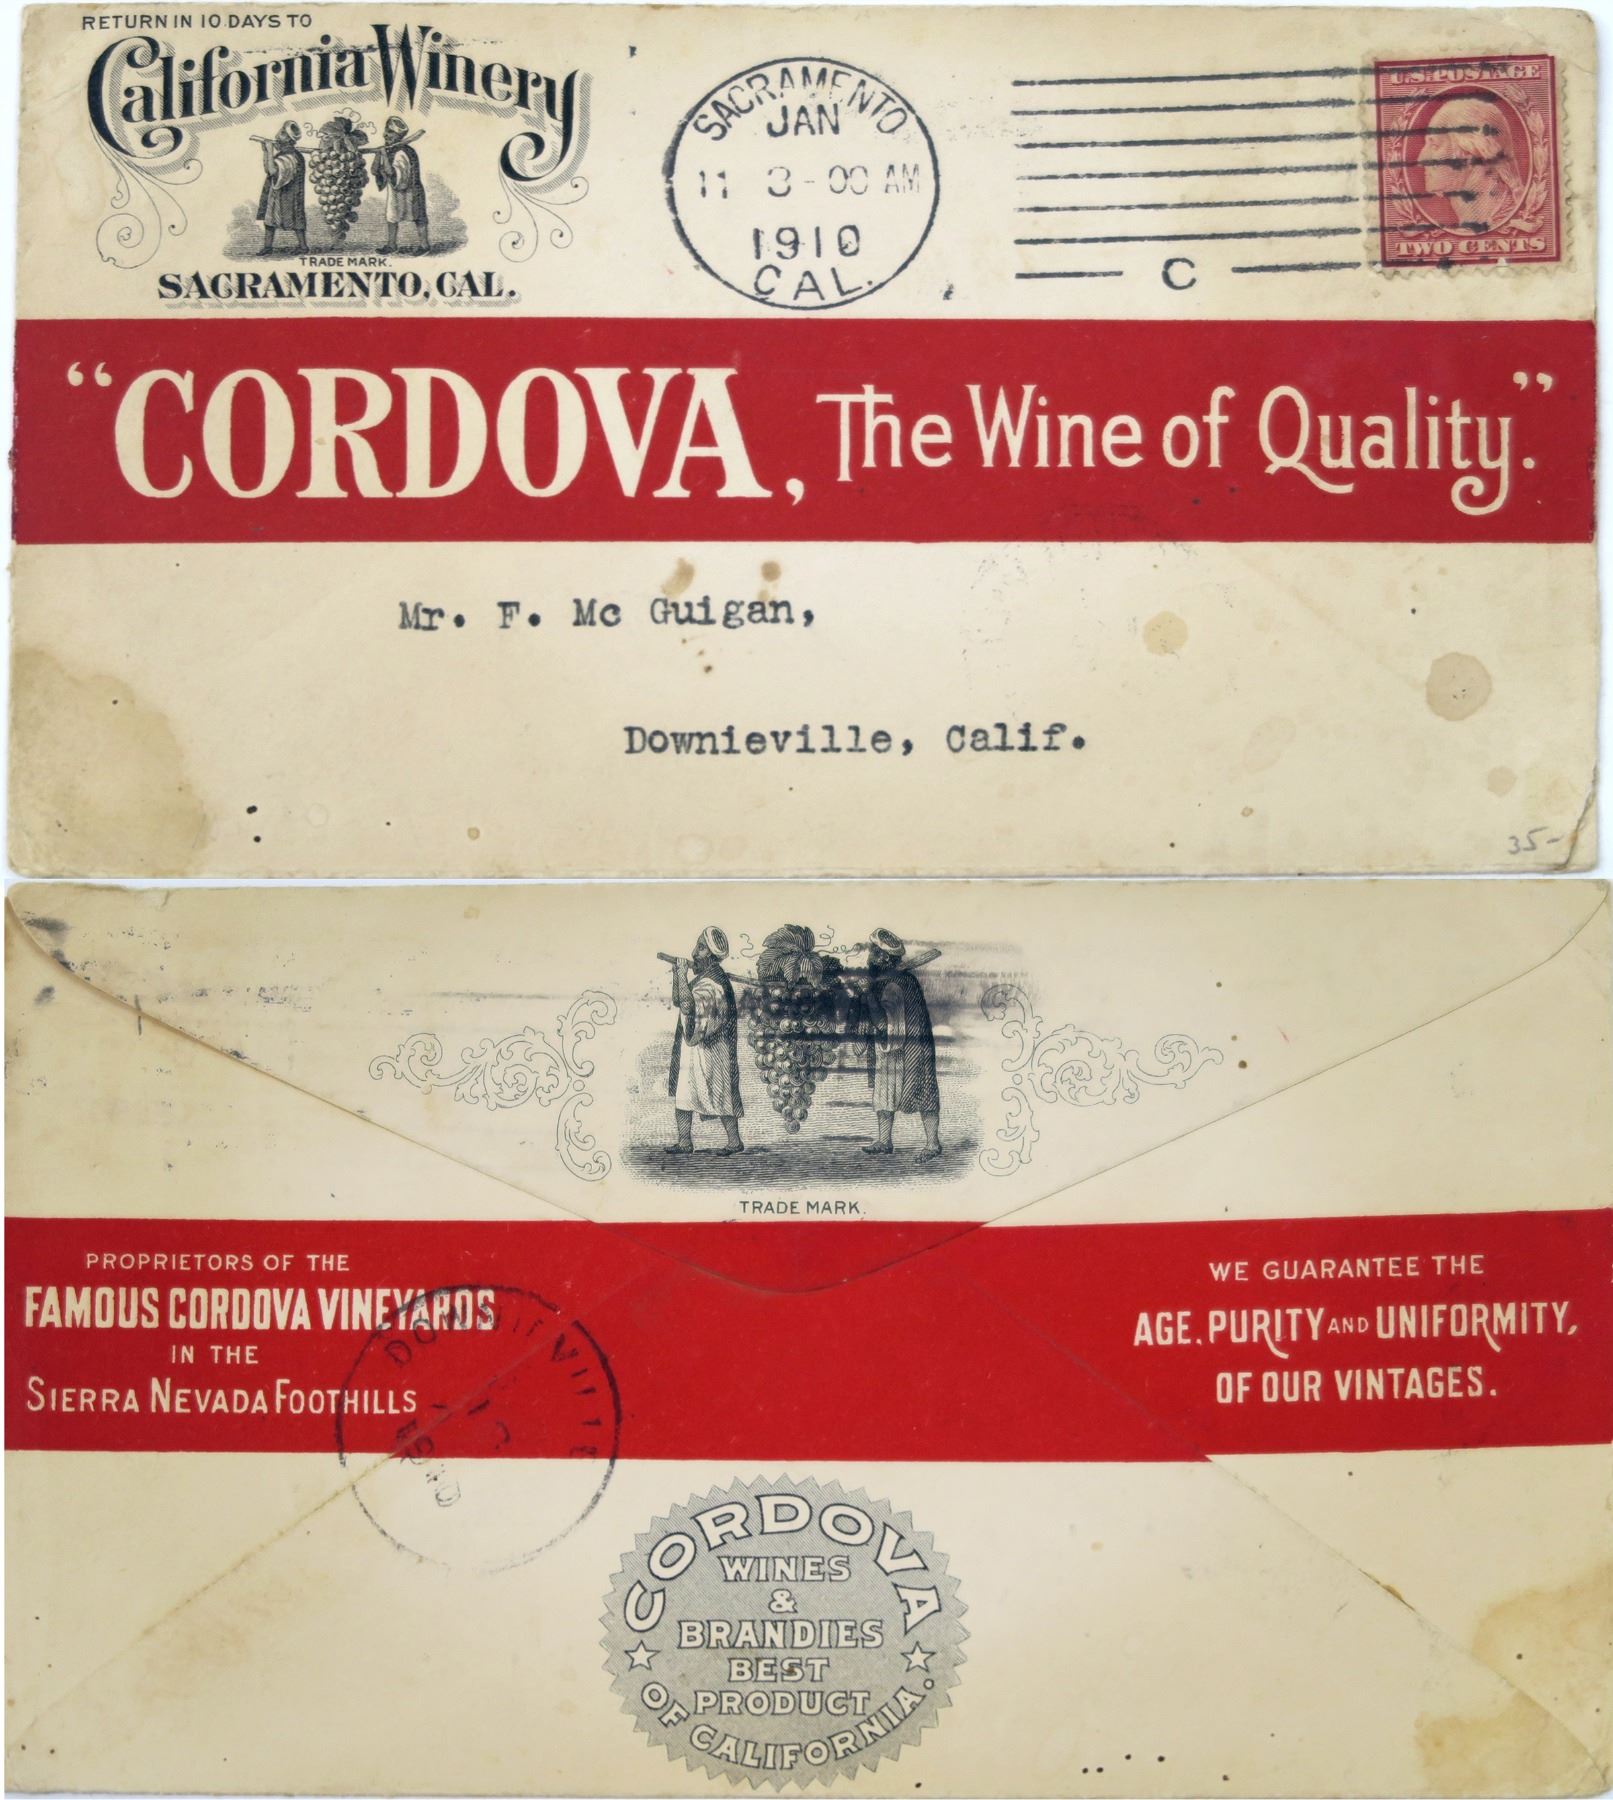 RETURN IN 10 DAYS TO
California Winery
TRADE MARK.
SACRAMENTO, CAL.
SACRAMENTO
JAN
11 3-00 AM
1910
CAL.
C
U.S. POSTAGE
TWO CENTS
“CORDOVA, The Wine of Quality.”
Mr. F. Mc Guigan,
Downieville, Calif.
35-
TRADE MARK.
PROPRIETORS OF THE
FAMOUS CORDOVA VINEYARDS
IN THE
SIERRA NEVADA FOOTHILLS
WE GUARANTEE THE
AGE, PURITY AND UNIFORMITY,
OF OUR VINTAGES.
DOWNIEVILLE
CORDOVA
WINES
&
BRANDIES
BEST
PRODUCT
OF CALIFORNIA.